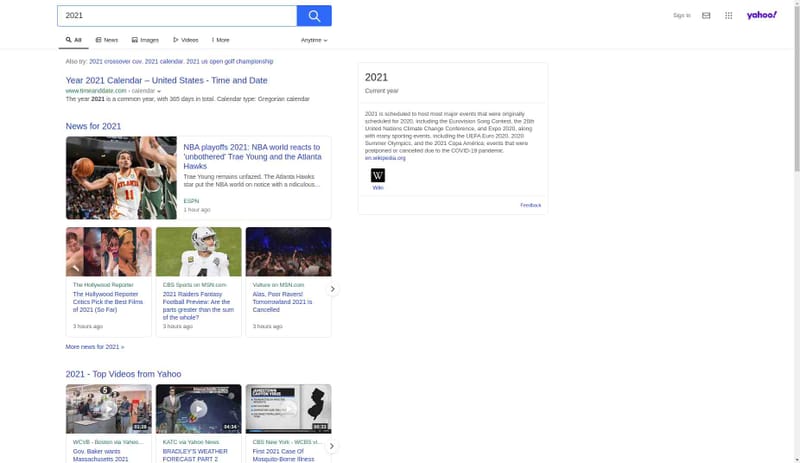 2021
Sign In
yahoo!
All
News
Images
Videos
More
Anytime
Also try: 2021 crossover cuv, 2021 calendar, 2021 us open golf championship
Year 2021 Calendar – United States - Time and Date
www.timeanddate.com › calendar
The year 2021 is a common year, with 365 days in total. Calendar type: Gregorian calendar
News for 2021
NBA playoffs 2021: NBA world reacts to
'unbothered' Trae Young and the Atlanta
Hawks
Trae Young remains unfazed. The Atlanta Hawks
star put the NBA world on notice with a ridiculous...
ESPN
1 hour ago
ATLANTA
11
The Hollywood Reporter
The Hollywood Reporter
Critics Pick the Best Films
of 2021 (So Far)
3 hours ago
CBS Sports on MSN.com
2021 Raiders Fantasy
Football Preview: Are the
parts greater than the sum
of the whole?
3 hours ago
Vulture on MSN.com
Alas, Poor Ravers!
Tomorrowland 2021 Is
Cancelled
3 hours ago
More news for 2021 »
2021 - Top Videos from Yahoo
5
04:34
JAMESTOWN
CANYON VIRUS
00:33
WCVB - Boston via Yahoo...
Gov. Baker wants
Massachusetts 2021
KATC via Yahoo News
BRADLEY'S WEATHER
FORECAST PART 2
CBS New York - WCBS vi...
First 2021 Case Of
Mosquito-Borne Illness
2021
Current year
2021 is scheduled to host most major events that were originally
scheduled for 2020, including the Eurovision Song Contest, the 26th
United Nations Climate Change Conference, and Expo 2020, along
with many sporting events, including the UEFA Euro 2020, 2020
Summer Olympics, and the 2021 Copa América; events that were
postponed or cancelled due to the COVID-19 pandemic.
en.wikipedia.org
W
Wiki
Feedback